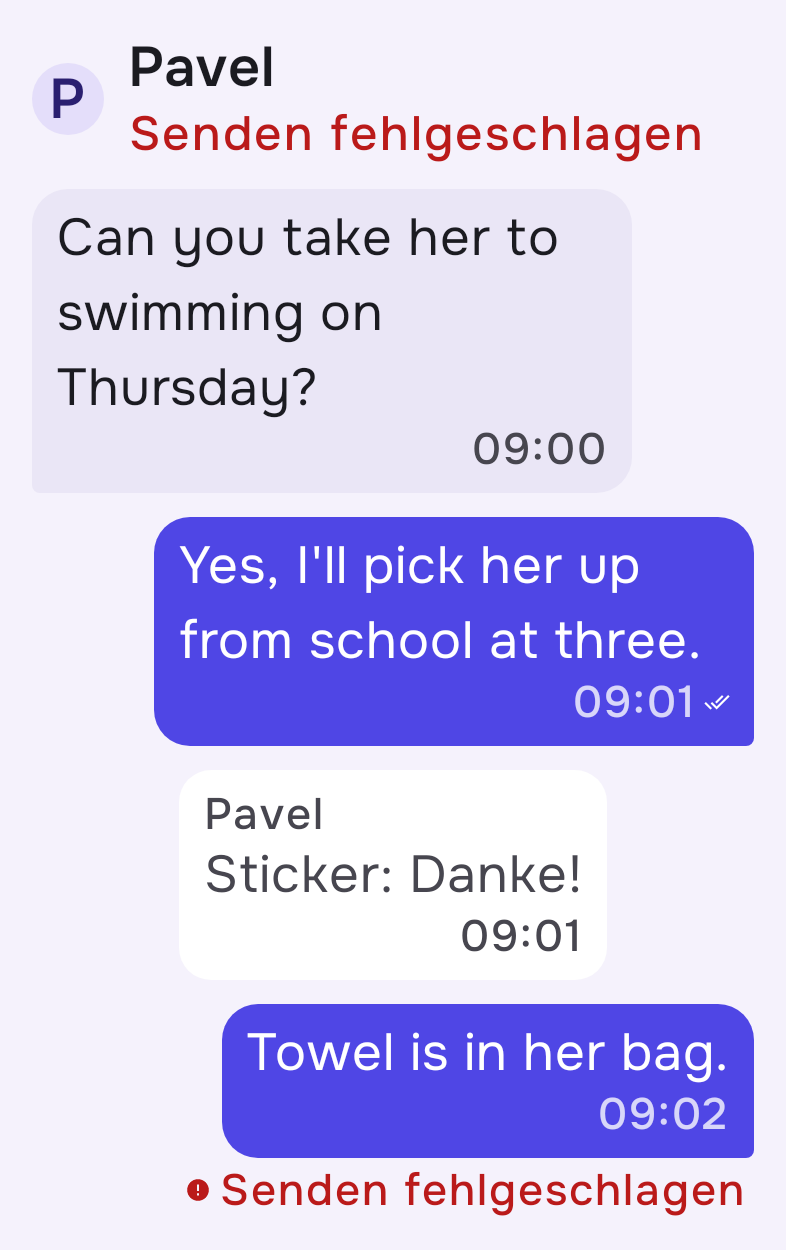 P
Pavel
Senden fehlgeschlagen
Can you take her to
swimming on
Thursday?
09:00
Yes, I'll pick her up
from school at three.
09:01
Pavel
Sticker: Danke!
09:01
Towel is in her bag.
09:02
Senden fehlgeschlagen